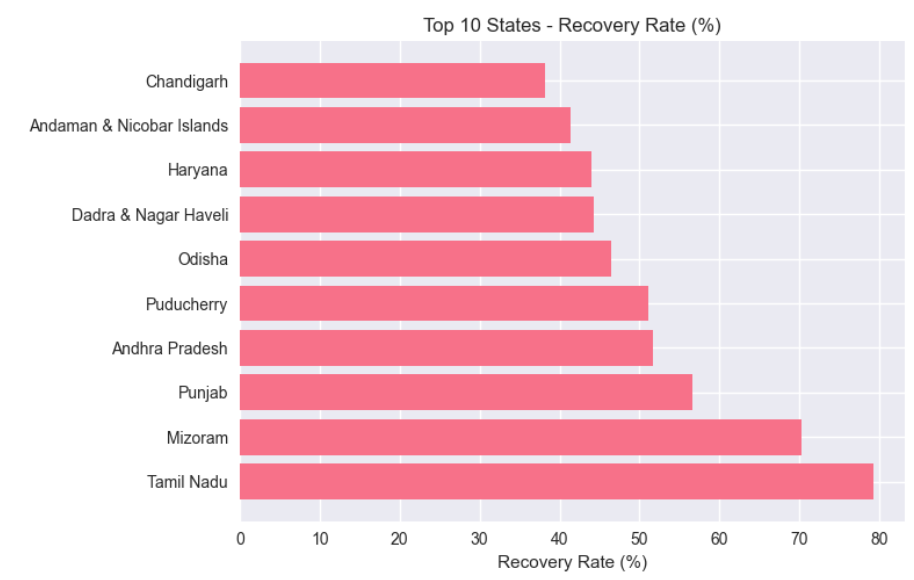 Top 10 States - Recovery Rate (%)
Chandigarh
Andaman & Nicobar Islands
Haryana
Dadra & Nagar Haveli
Odisha
Puducherry
Andhra Pradesh
Punjab
Mizoram
Tamil Nadu
0 10 20 30 40 50 60 70 80
Recovery Rate (%)